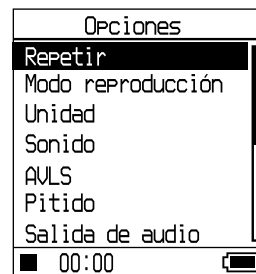 Opciones
Repetir
Modo reproducción
Unidad
Sonido
AVLS
Pitido
Salida de audio
00:00